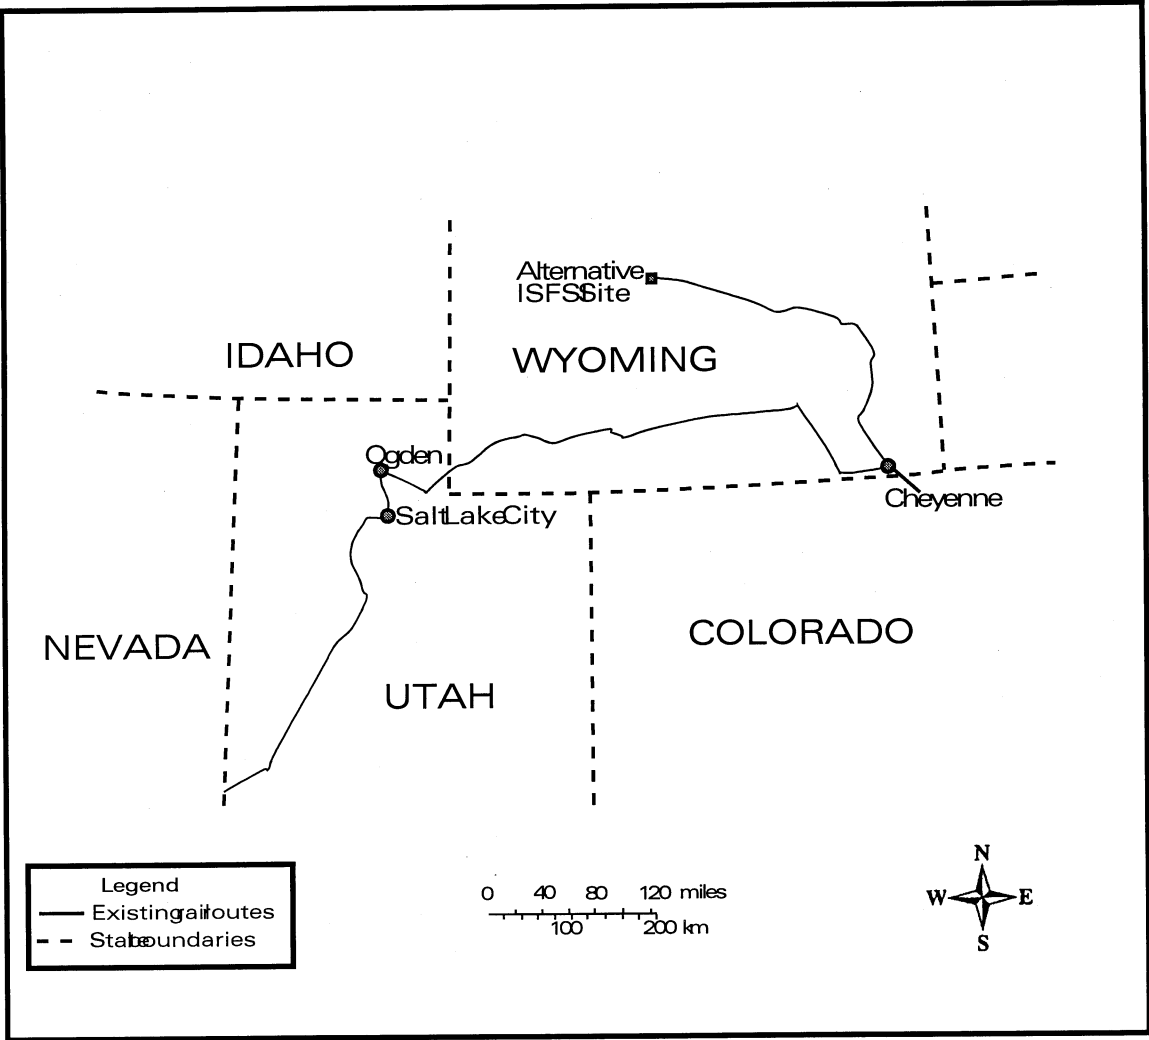 Alternative
ISFSI Site
IDAHO
WYOMING
Ogden
Cheyenne
Salt Lake City
COLORADO
NEVADA
UTAH
Legend
Existing rail routes
State boundaries
0 40 80 120 miles
100 200 km
N
W E
S